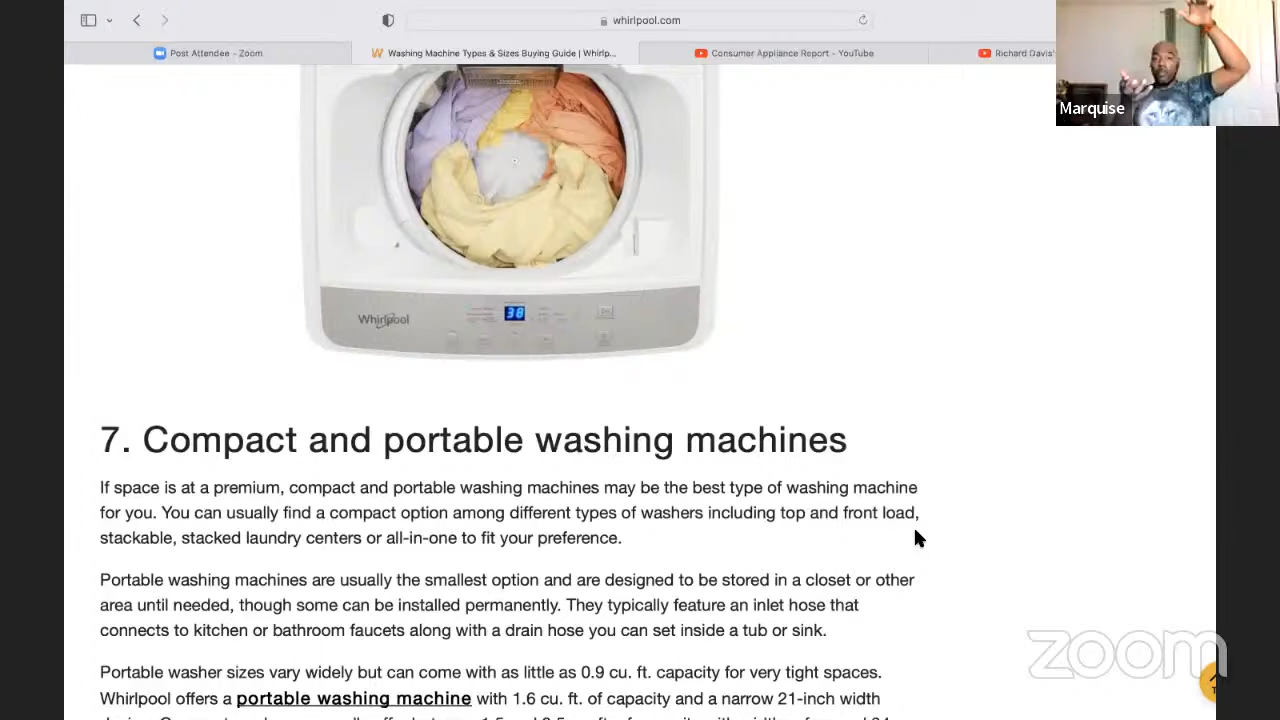 whirlpool.com
Post Attendee - Zoom
Washing Machine Types & Sizes Buying Guide | Whirlp...
Consumer Appliance Report - YouTube
Richard Davis'
Marquise
Whirlpool
38
7. Compact and portable washing machines
If space is at a premium, compact and portable washing machines may be the best type of washing machine
for you. You can usually find a compact option among different types of washers including top and front load,
stackable, stacked laundry centers or all-in-one to fit your preference.
Portable washing machines are usually the smallest option and are designed to be stored in a closet or other
area until needed, though some can be installed permanently. They typically feature an inlet hose that
connects to kitchen or bathroom faucets along with a drain hose you can set inside a tub or sink.
Portable washer sizes vary widely but can come with as little as 0.9 cu. ft. capacity for very tight spaces.
Whirlpool offers a portable washing machine with 1.6 cu. ft. of capacity and a narrow 21-inch width
zoom